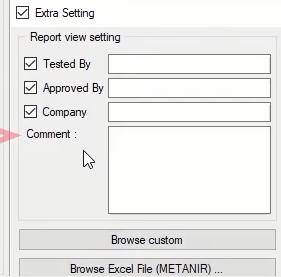 Extra Setting
Report view setting
Tested By
Approved By
Company
Comment :
Browse custom
Browse Excel File (METANIR) ...